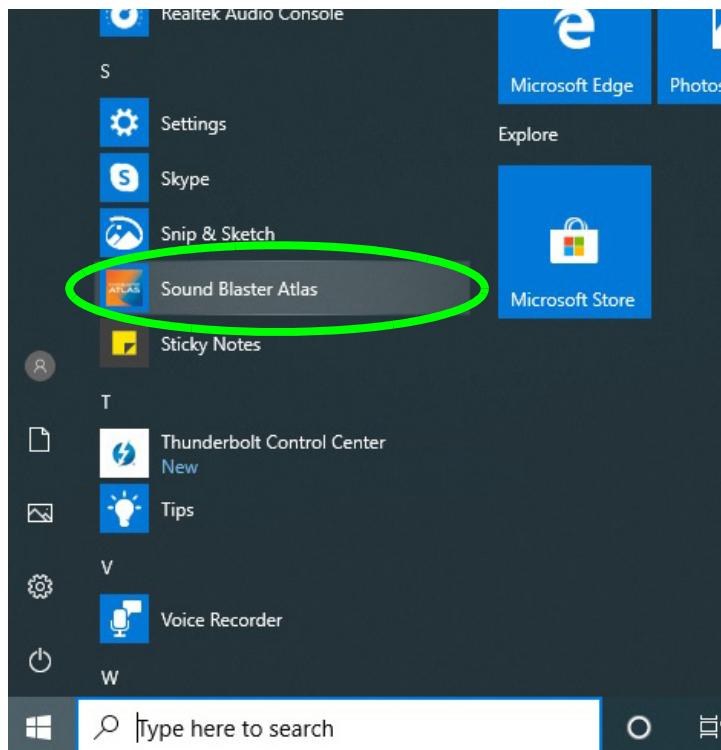 Realtek Audio Console
S
Settings
Skype
Snip & Sketch
ATLAS
Sound Blaster Atlas
Sticky Notes
T
Thunderbolt Control Center
New
Tips
V
Voice Recorder
W
Microsoft Edge
Photos
Explore
Microsoft Store
Type here to search